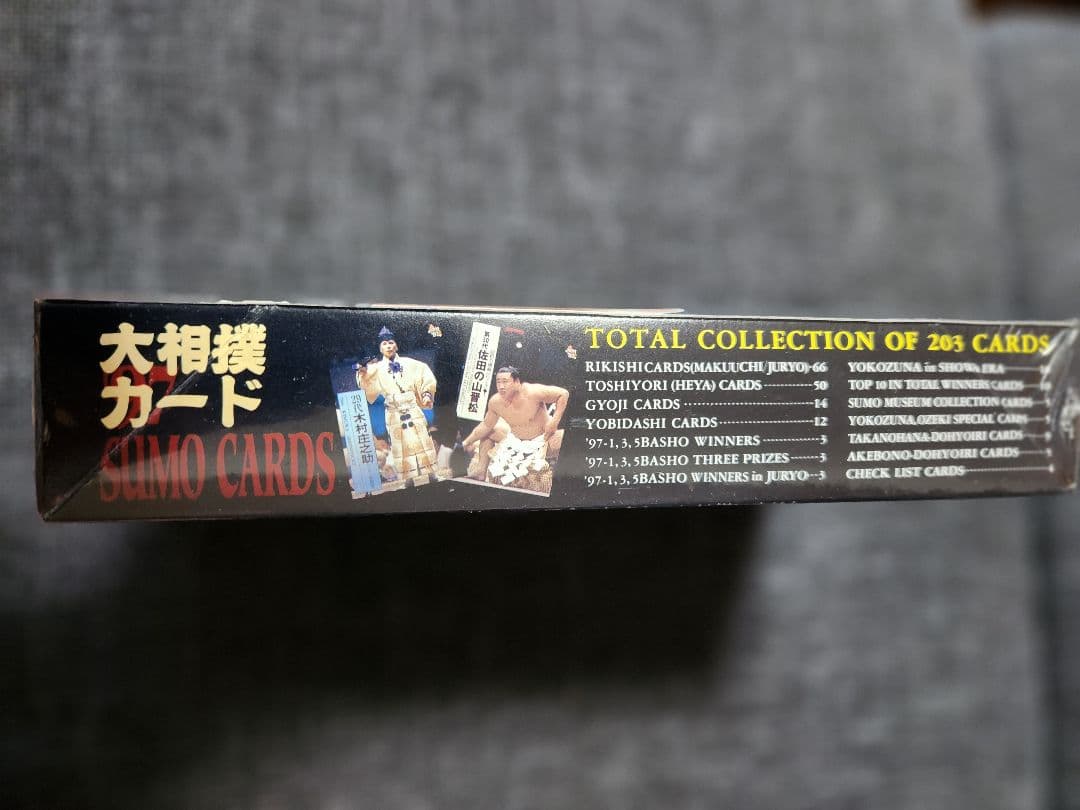 大相撲
カード
'97
SUMO CARDS
29代木村庄之助
第50代
佐田の山晋松
TOTAL COLLECTION OF 203 CARDS
RIKISHI CARDS(MAKUUCHI/JURYO)-66
TOSHIYORI (HEYA) CARDS----------50
GYOJI CARDS----------14
YOBIDASHI CARDS----------12
'97-1, 3, 5BASHO WINNERS----------3
'97-1, 3, 5BASHO THREE PRIZES-----3
'97-1, 3, 5BASHO WINNERS in JURYO--3
YOKOZUNA in SHOWA ERA
TOP 10 IN TOTAL WINNERS CARDS
SUMO MUSEUM COLLECTION CARDS
YOKOZUNA, OZEKI SPECIAL CARDS
TAKANOHANA-DOHYOIRI CARDS
AKEBONO-DOHYOIRI CARDS
CHECK LIST CARDS